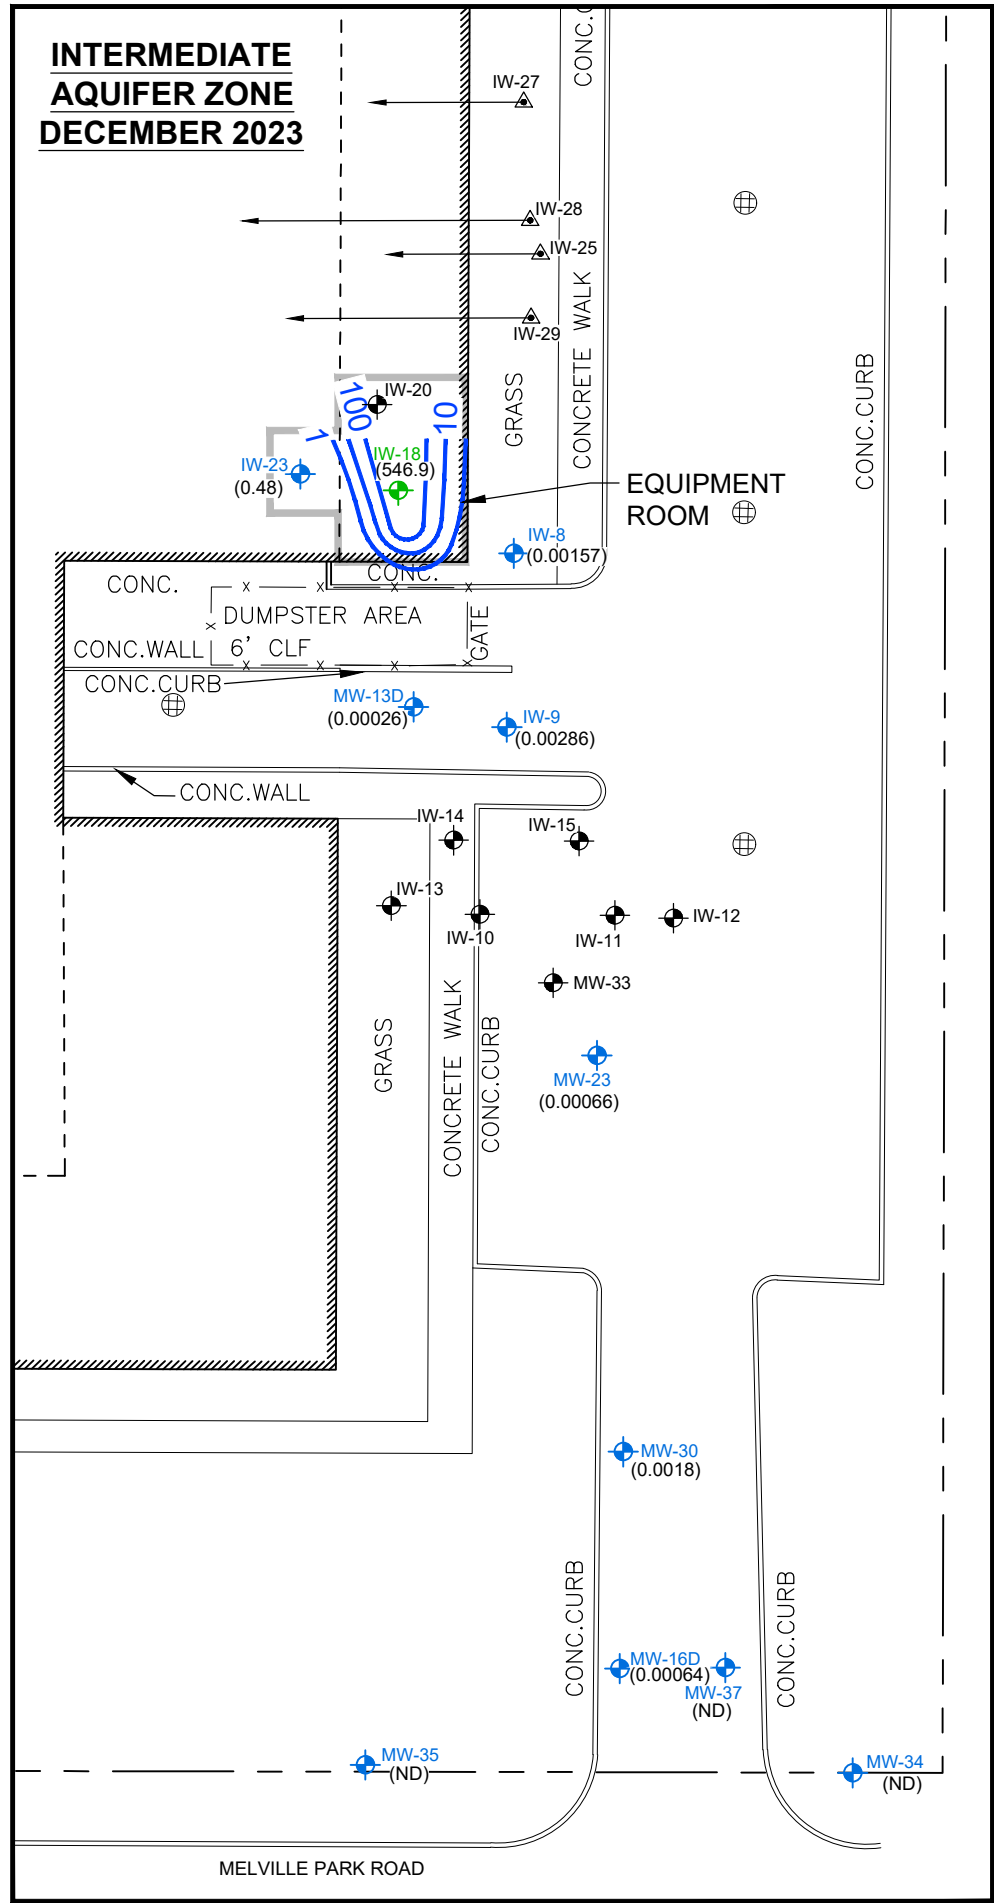 INTERMEDIATE
AQUIFER ZONE
DECEMBER 2023
CONC.
IW-27
IW-28
IW-25
IW-29
CONCRETE WALK
GRASS
CONC.CURB
IW-20
100
10
1
IW-18
(546.9)
IW-23
(0.48)
EQUIPMENT
ROOM
IW-8
(0.00157)
CONC.
CONC.
DUMPSTER AREA
6' CLF
GATE
CONC.WALL
CONC.CURB
MW-13D
(0.00026)
IW-9
(0.00286)
CONC.WALL
IW-14
IW-15
IW-13
IW-10
IW-11
IW-12
MW-33
GRASS
CONCRETE WALK
CONC.CURB
MW-23
(0.00066)
MW-30
(0.0018)
CONC.CURB
CONC.CURB
MW-16D
(0.00064)
MW-37
(ND)
MW-35
(ND)
MW-34
(ND)
MELVILLE PARK ROAD